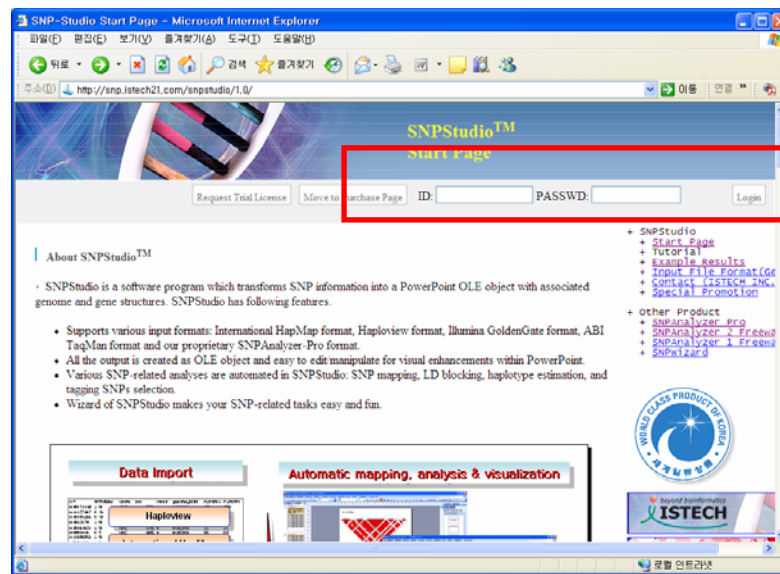 SNP-Studio Start Page - Microsoft Internet Explorer
파일(F) 편집(E) 보기(V) 즐겨찾기(A) 도구(T) 도움말(H)
뒤로 검색 즐겨찾기
주소(D) http://snp.istech21.com/snpstudio/1.0/ 이동 연결 »
SNPStudio™
Start Page
Request Trial License Move to Purchase Page ID: PASSWD: Login
About SNPStudio™
SNPStudio is a software program which transforms SNP information into a PowerPoint OLE object with associated
genome and gene structures. SNPStudio has following features.
• Supports various input formats: International HapMap format, Haploview format, Illumina GoldenGate format, ABI
TaqMan format and our proprietary SNPAnalyzer-Pro format.
• All the output is created as OLE object and easy to edit/manipulate for visual enhancements within PowerPoint.
• Various SNP-related analyses are automated in SNPStudio: SNP mapping, LD blocking, haplotype estimation, and
tagging SNPs selection.
• Wizard of SNPStudio makes your SNP-related tasks easy and fun.
+ SNPStudio
+ Start Page
+ Tutorial
+ Example Results
+ Input File Format(Ge
+ Contact (ISTECH INC.
+ Special Promotion
+ Other Product
+ SNPAnalyzer Pro
+ SNPAnalyzer 2 Freewa
+ SNPAnalyzer 1 Freewa
+ SNPWizard
WORLD CLASS PRODUCT OF KOREA
Data Import
Automatic mapping, analysis & visualization
Haploview
beyond bioinformatics
ISTECH
로컬 인트라넷